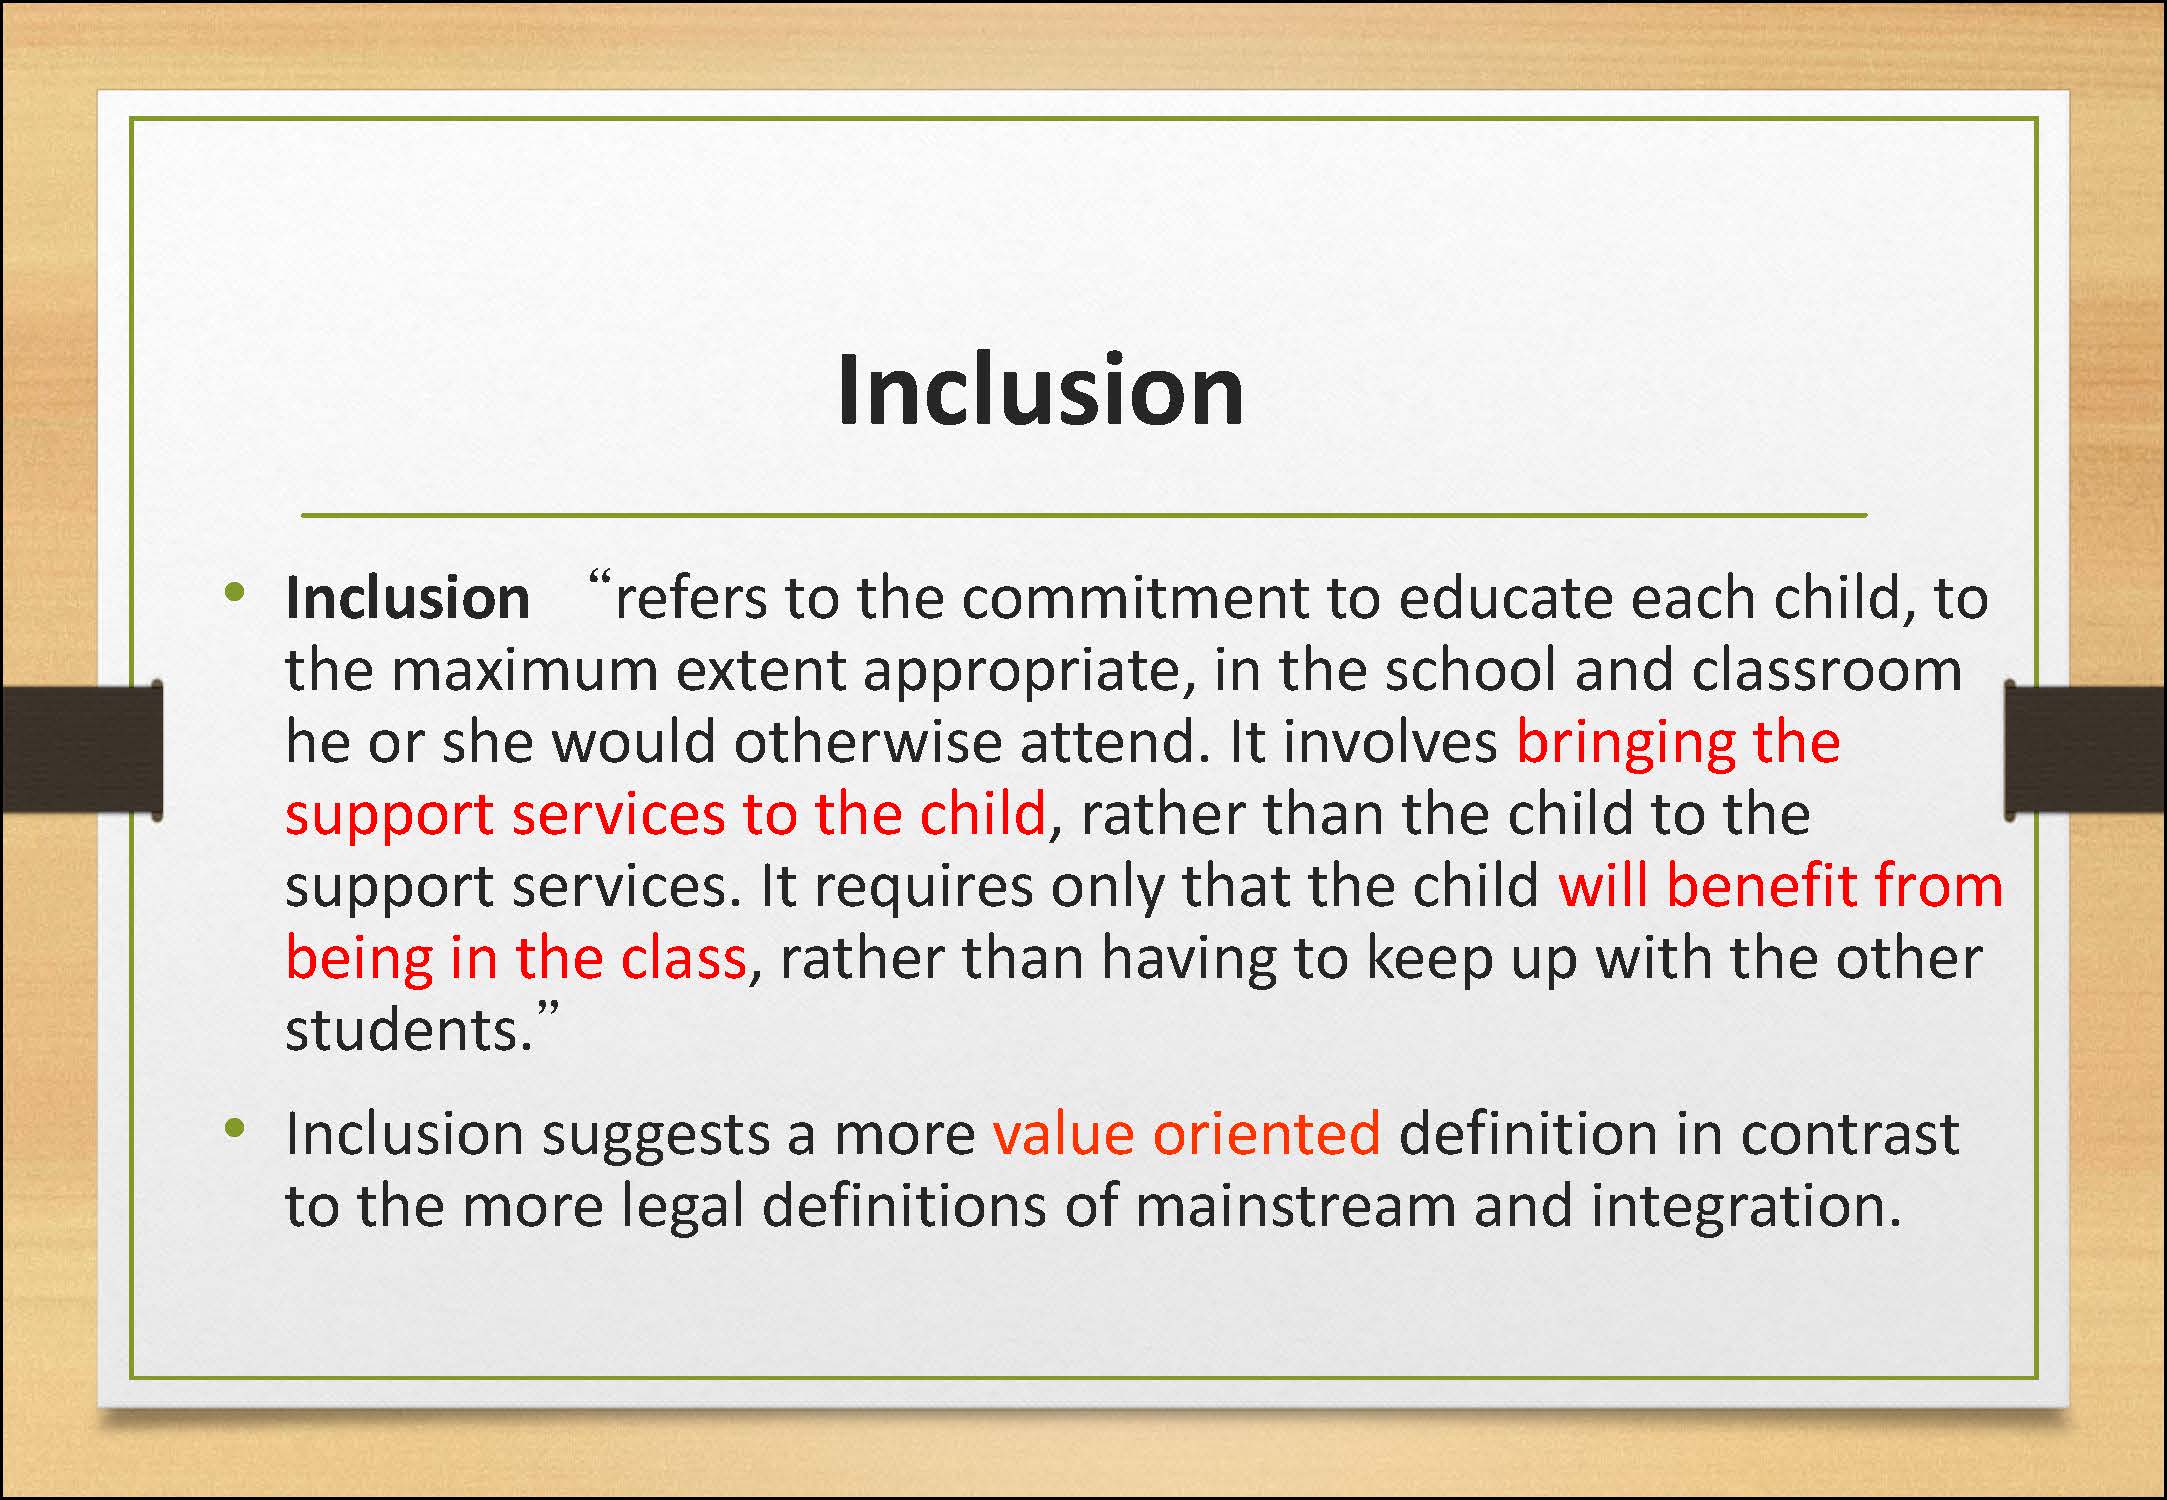 Inclusion
• Inclusion “refers to the commitment to educate each child, to
the maximum extent appropriate, in the school and classroom
he or she would otherwise attend. It involves bringing the
support services to the child, rather than the child to the
support services. It requires only that the child will benefit from
being in the class, rather than having to keep up with the other
students.”
• Inclusion suggests a more value oriented definition in contrast
to the more legal definitions of mainstream and integration.